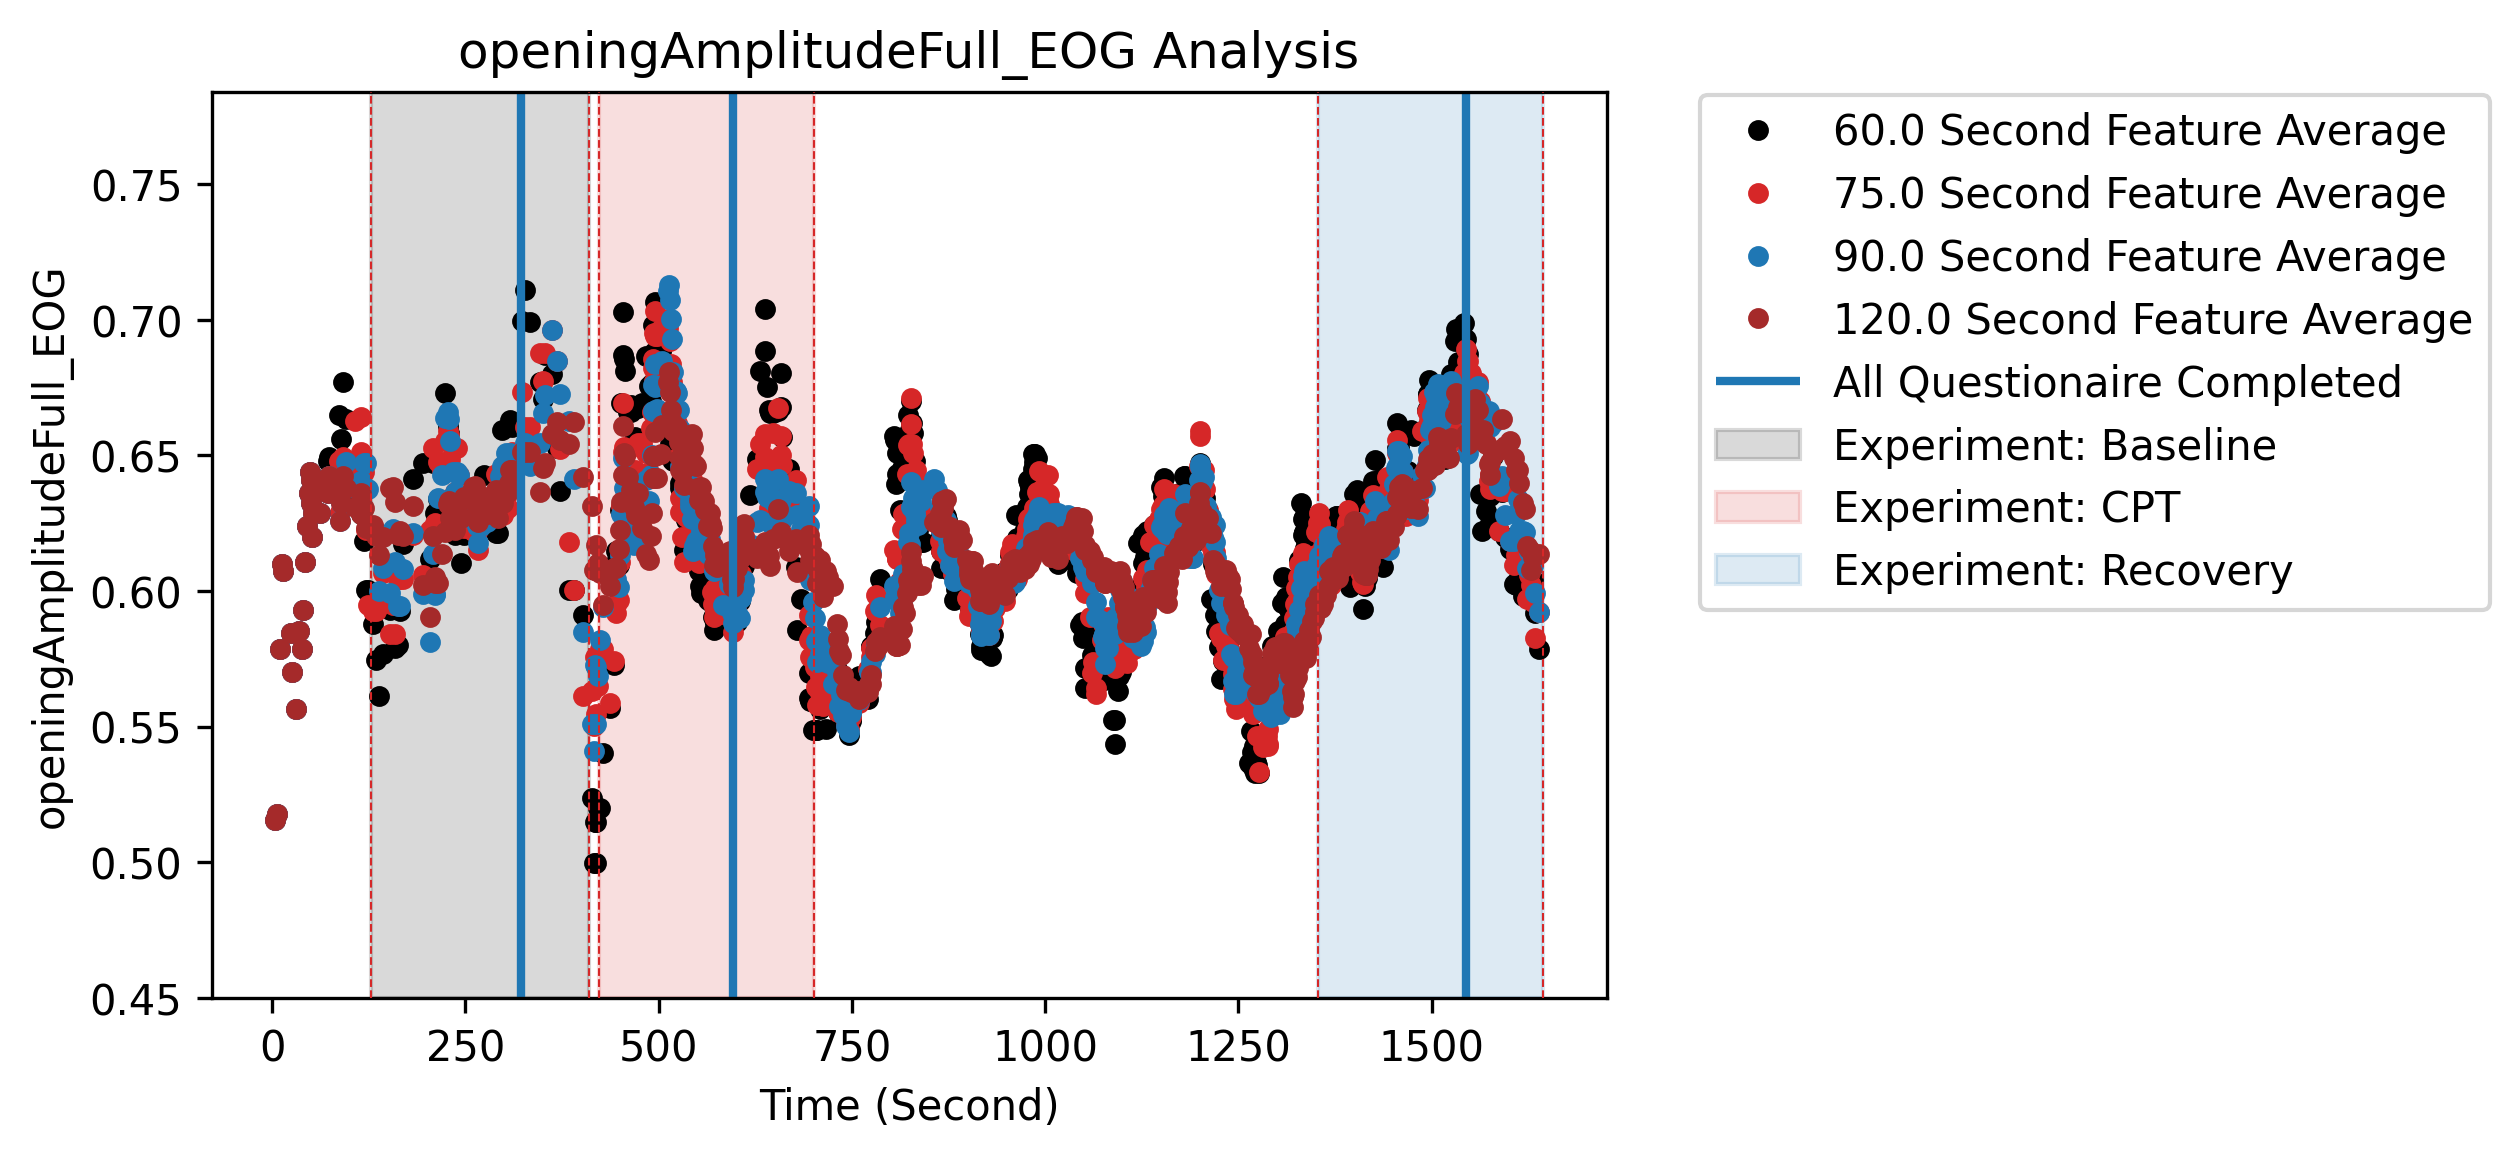 openingAmplitudeFull_EOG Analysis
openingAmplitudeFull_EOG
0.75
0.70
0.65
0.60
0.55
0.50
0.45
0
250
500
750
1000
1250
1500
Time (Second)
60.0 Second Feature Average
75.0 Second Feature Average
90.0 Second Feature Average
120.0 Second Feature Average
All Questionaire Completed
Experiment: Baseline
Experiment: CPT
Experiment: Recovery